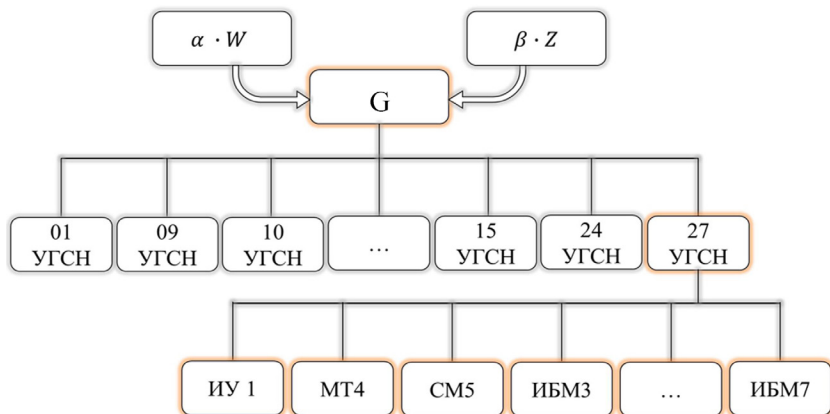 α · W
β · Z
G
01
УГСН
09
УГСН
10
УГСН
...
15
УГСН
24
УГСН
27
УГСН
ИУ 1
МТ4
СМ5
ИБМ3
...
ИБМ7